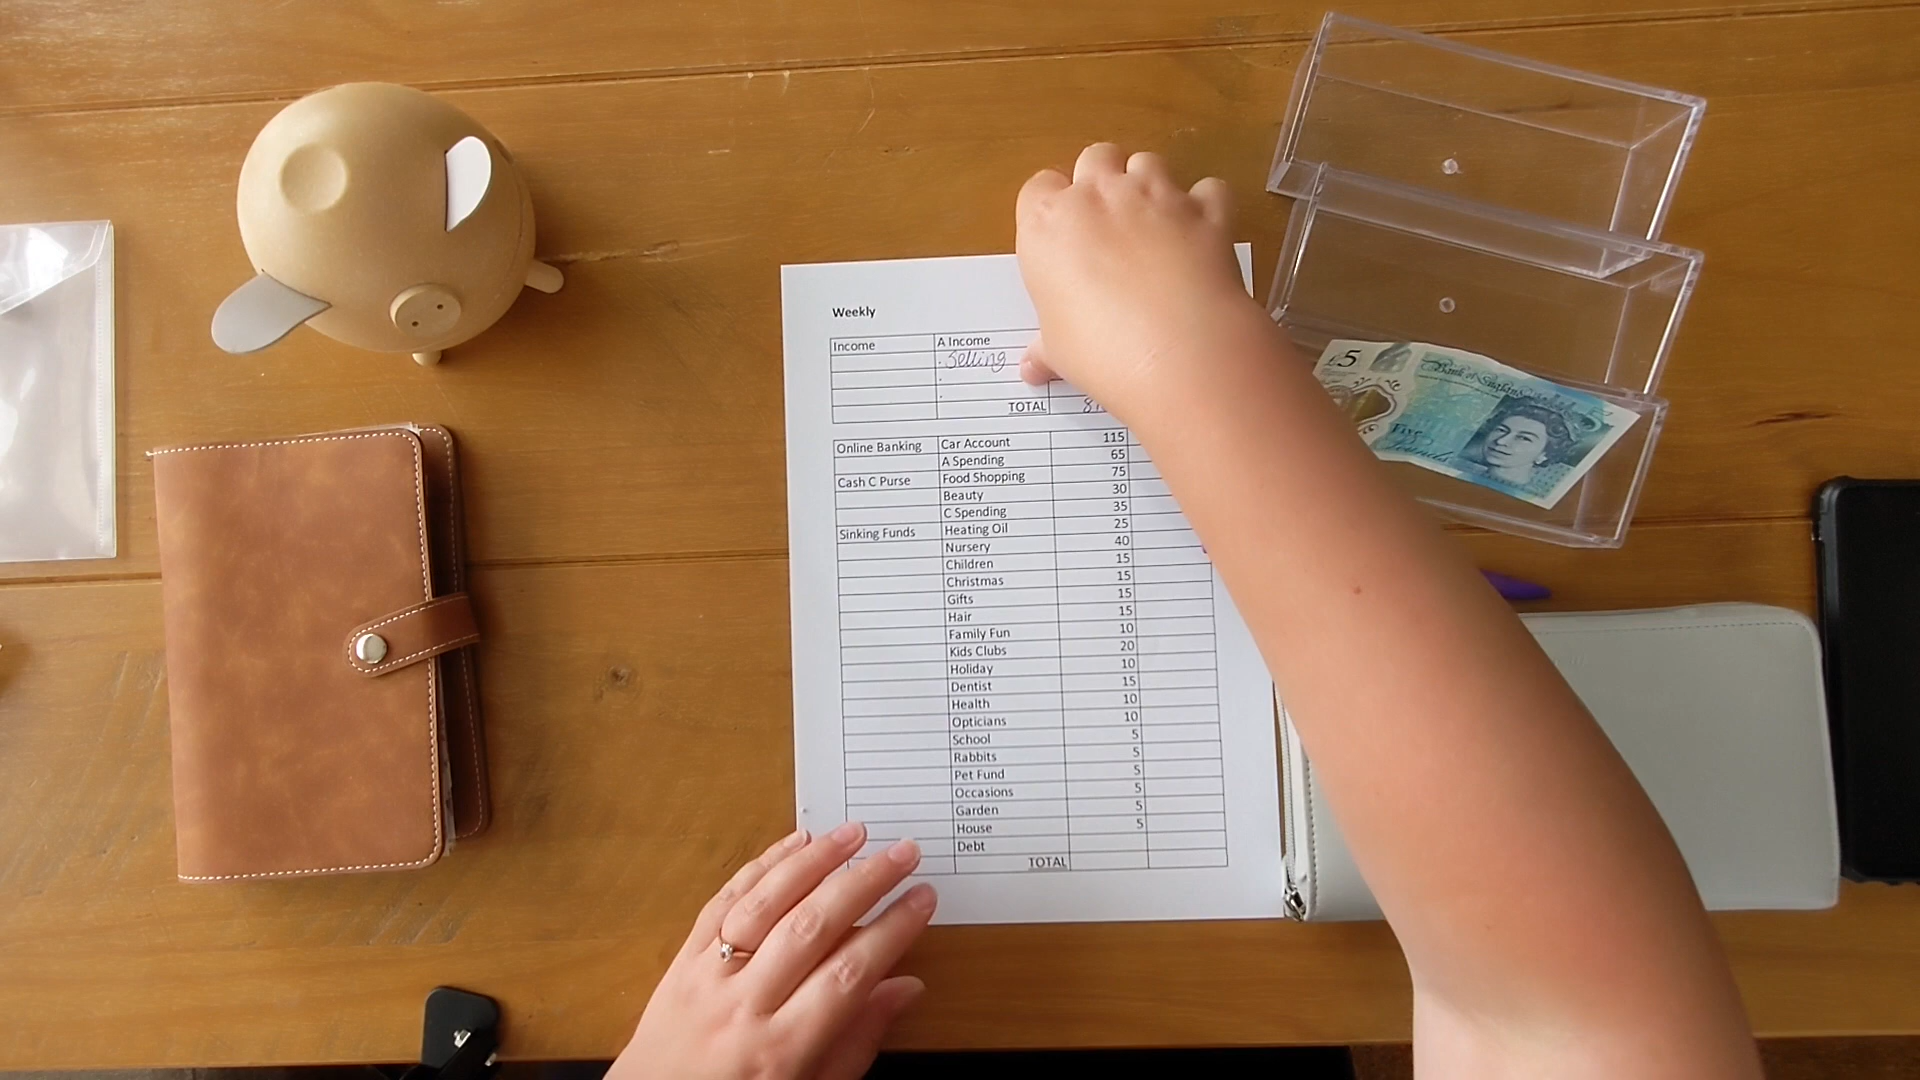 Weekly
Income A Income
Selling
TOTAL
Online Banking Car Account 115
A Spending 65
Cash C Purse Food Shopping 75
Beauty 30
C Spending 35
Sinking Funds Heating Oil 25
Nursery 40
Children 15
Christmas 15
Gifts 15
Hair 15
Family Fun 10
Kids Clubs 20
Holiday 10
Dentist 15
Health 10
Opticians 10
School 5
Rabbits 5
Pet Fund 5
Occasions 5
Garden 5
House 5
Debt
TOTAL
£5
Bank of England
Five